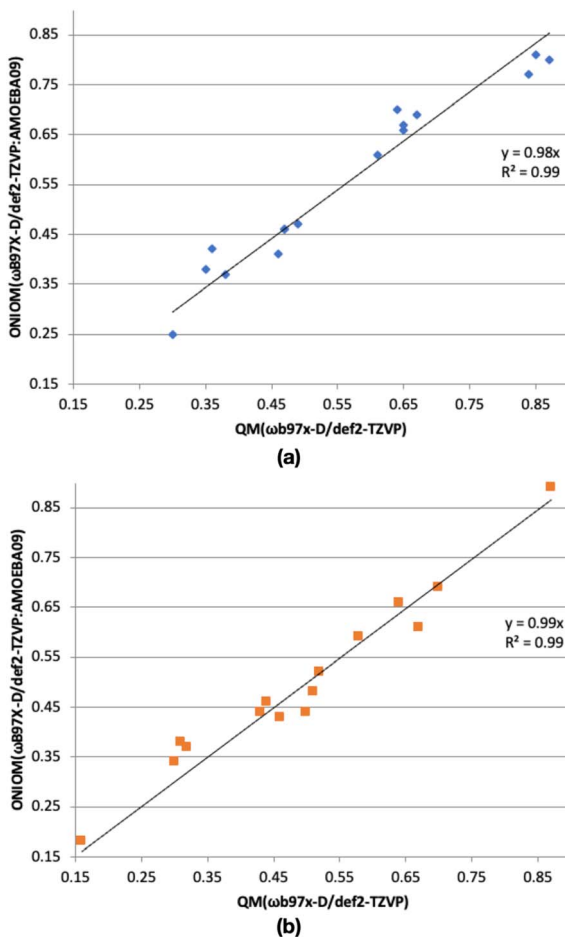 0.85
0.75
0.65
0.55
0.45
0.35
0.25
0.15
ONIOM(ωB97X-D/def2-TZVP:AMOEBA09)
y = 0.98x
R² = 0.99
0.15 0.25 0.35 0.45 0.55 0.65 0.75 0.85
QM(ωb97x-D/def2-TZVP)
(a)
0.85
0.75
0.65
0.55
0.45
0.35
0.25
0.15
ONIOM(ωB97X-D/def2-TZVP:AMOEBA09)
y = 0.99x
R² = 0.99
0.15 0.25 0.35 0.45 0.55 0.65 0.75 0.85
QM(ωb97x-D/def2-TZVP)
(b)